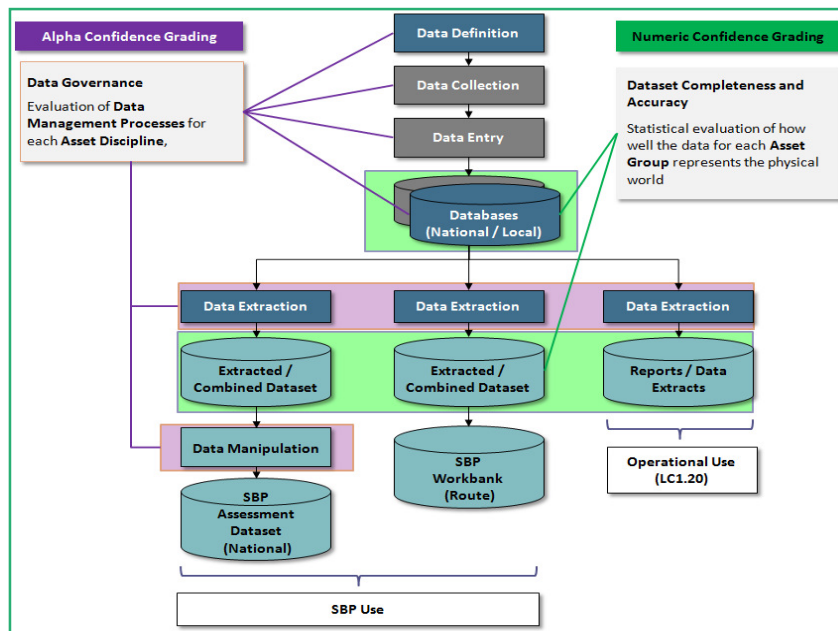 Alpha Confidence Grading
Data Governance
Evaluation of Data
Management Processes for
each Asset Discipline,
Data Definition
Data Collection
Data Entry
Databases
(National / Local)
Numeric Confidence Grading
Dataset Completeness and
Accuracy
Statistical evaluation of how
well the data for each Asset
Group represents the physical
world
Data Extraction
Data Extraction
Data Extraction
Extracted /
Combined Dataset
Extracted /
Combined Dataset
Reports / Data
Extracts
Data Manipulation
SBP
Assessment
Dataset
(National)
SBP
Workbank
(Route)
Operational Use
(LC1.20)
SBP Use